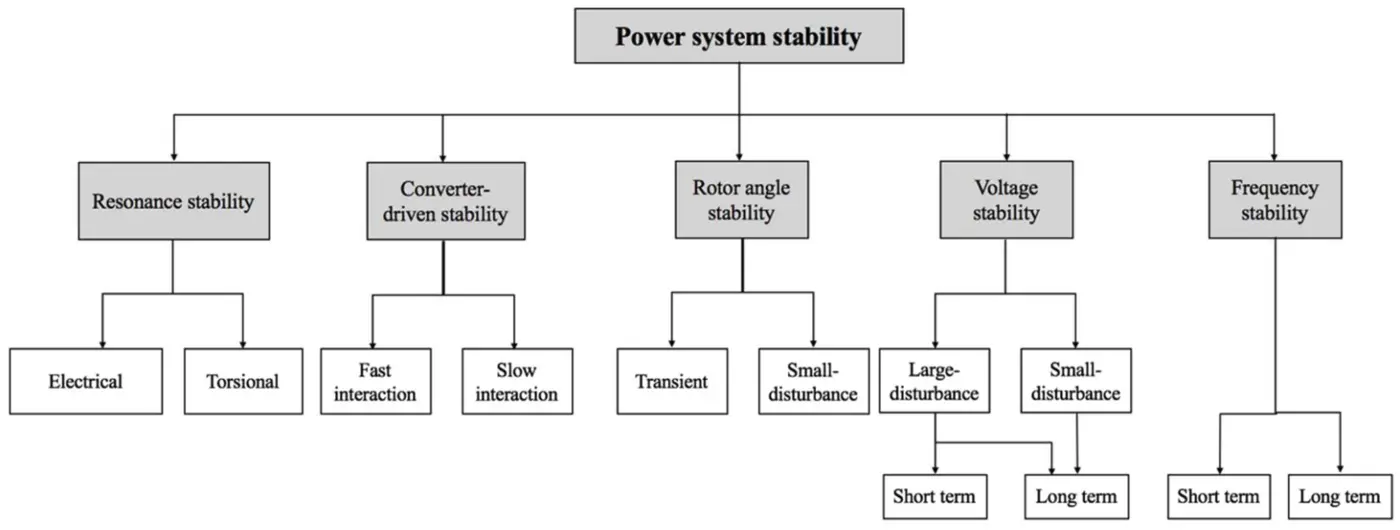 Power system stability
Resonance stability
Converter-
driven stability
Rotor angle
stability
Voltage
stability
Frequency
stability
Electrical
Torsional
Fast
interaction
Slow
interaction
Transient
Small-
disturbance
Large-
disturbance
Small-
disturbance
Short term
Long term
Short term
Long term